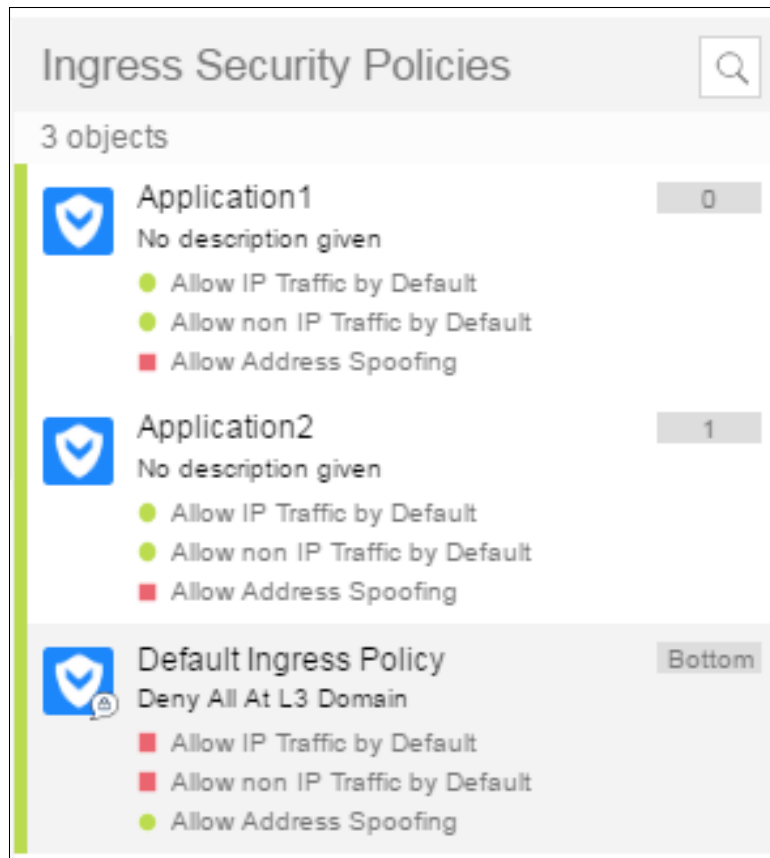 Ingress Security Policies
3 objects
Application1
0
No description given
Allow IP Traffic by Default
Allow non IP Traffic by Default
Allow Address Spoofing
Application2
1
No description given
Allow IP Traffic by Default
Allow non IP Traffic by Default
Allow Address Spoofing
Default Ingress Policy
Bottom
Deny All At L3 Domain
Allow IP Traffic by Default
Allow non IP Traffic by Default
Allow Address Spoofing